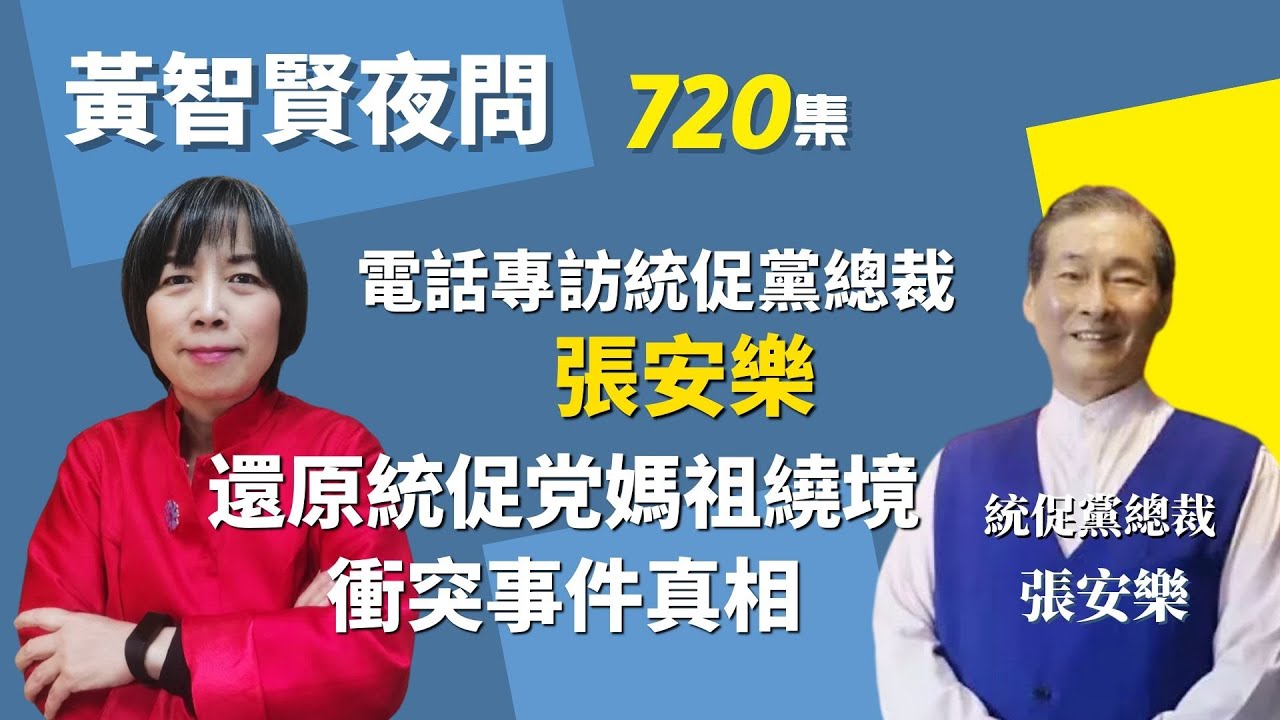 黃智賢夜問 720集
電話專訪統促黨總裁
張安樂
還原統促党媽祖繞境
衝突事件真相
統促黨總裁
張安樂